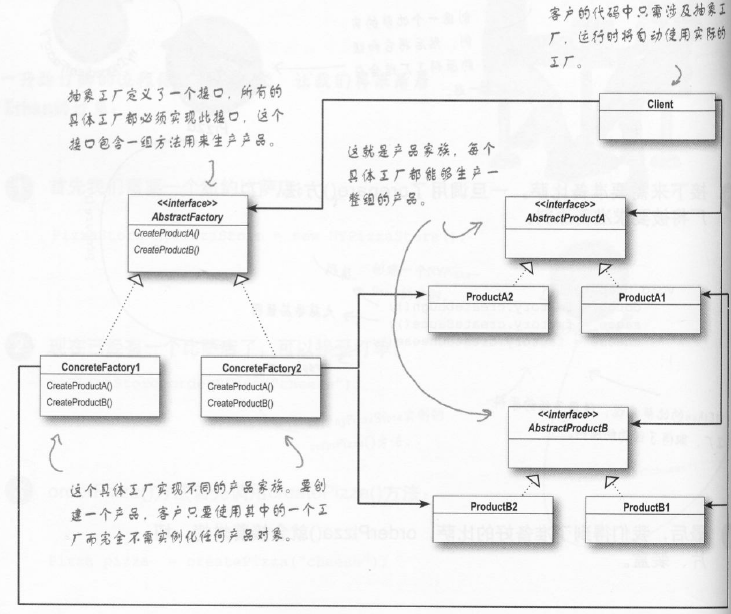 客户的代码中只需涉及抽象工
厂，运行时将自动使用实际的
工厂。
Client
抽象工厂定义了一个接口，所有的
具体工厂都必须实现此接口，这个
接口包含一组方法用来生产产品。
这就是产品家族，每个
具体工厂都能够生产一
整组的产品。
<<interface>>
AbstractFactory
CreateProductA()
CreateProductB()
<<interface>>
AbstractProductA
ProductA2
ProductA1
ConcreteFactory1
CreateProductA()
CreateProductB()
ConcreteFactory2
CreateProductA()
CreateProductB()
<<interface>>
AbstractProductB
ProductB2
ProductB1
这个具体工厂实现不同的产品家族。要创
建一个产品，客户只要使用其中的一个工
厂而完全不需实例化任何产品对象。